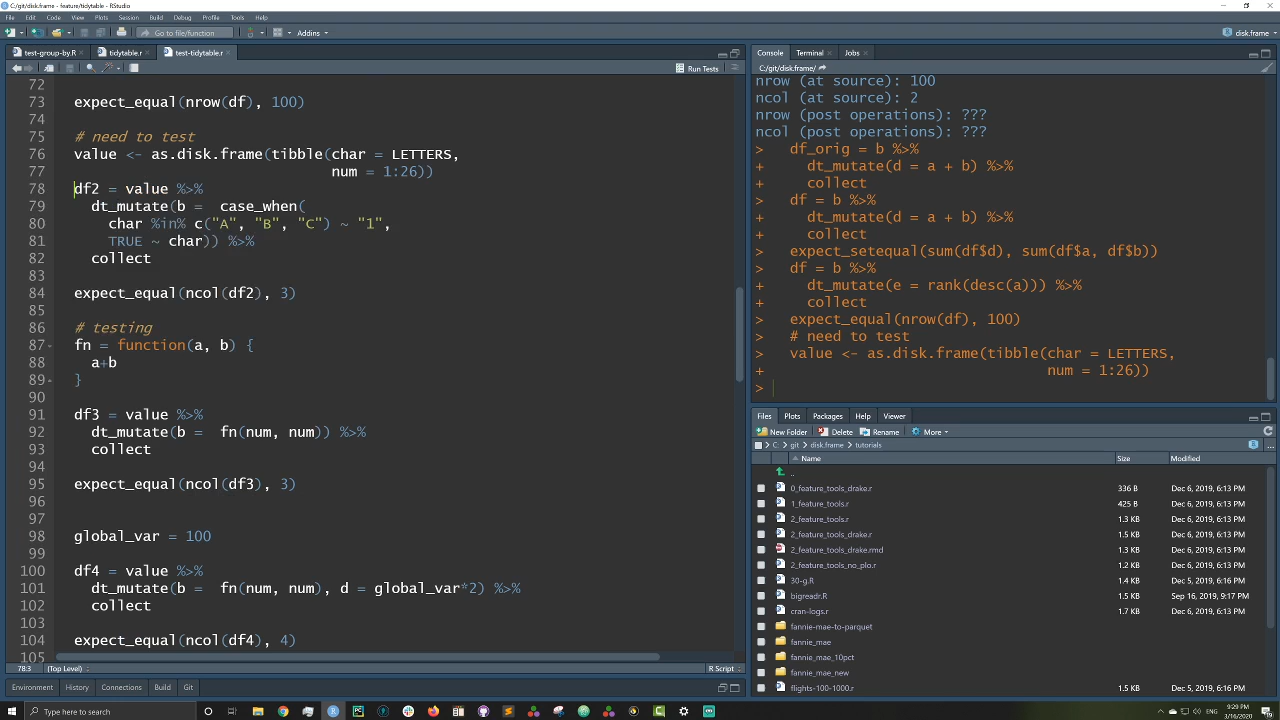 C:/git/disk.frame - feature/tidytable - RStudio
File Edit Code View Plots Session Build Debug Profile Tools Help
Go to file/function
Addins
disk.frame
test-group-by.R
tidytable.r
test-tidytable.r
Run Tests
72
73 expect_equal(nrow(df), 100)
74
75 # need to test
76 value <- as.disk.frame(tibble(char = LETTERS,
77 num = 1:26))
78 df2 = value %>%
79 dt_mutate(b = case_when(
80 char %in% c("A", "B", "C") ~ "1",
81 TRUE ~ char)) %>%
82 collect
83
84 expect_equal(ncol(df2), 3)
85
86 # testing
87 fn = function(a, b) {
88 a+b
89 }
90
91 df3 = value %>%
92 dt_mutate(b = fn(num, num)) %>%
93 collect
94
95 expect_equal(ncol(df3), 3)
96
97
98 global_var = 100
99
100 df4 = value %>%
101 dt_mutate(b = fn(num, num), d = global_var*2) %>%
102 collect
103
104 expect_equal(ncol(df4), 4)
105
78:3 (Top Level) R Script
Environment History Connections Build Git
Console Terminal Jobs
C:/git/disk.frame/
nrow (at source): 100
ncol (at source): 2
nrow (post operations): ???
ncol (post operations): ???
> df_orig = b %>%
+ dt_mutate(d = a + b) %>%
+ collect
> df = b %>%
+ dt_mutate(d = a + b) %>%
+ collect
> expect_setequal(sum(df$d), sum(df$a, df$b))
> df = b %>%
+ dt_mutate(e = rank(desc(a))) %>%
+ collect
> expect_equal(nrow(df), 100)
> # need to test
> value <- as.disk.frame(tibble(char = LETTERS,
+ num = 1:26))
>
Files Plots Packages Help Viewer
New Folder Delete Rename More
C: git disk.frame tutorials
Name Size Modified
..
0_feature_tools_drake.r 336 B Dec 6, 2019, 6:13 PM
1_feature_tools.r 425 B Dec 6, 2019, 6:13 PM
2_feature_tools.r 1.3 KB Dec 6, 2019, 6:13 PM
2_feature_tools_drake.r 1.5 KB Dec 6, 2019, 6:13 PM
2_feature_tools_drake.rmd 1.3 KB Dec 6, 2019, 6:13 PM
2_feature_tools_no_plo.r 1.2 KB Dec 6, 2019, 6:13 PM
30-g.R 1.4 KB Dec 5, 2019, 6:16 PM
bigreadr.R 1.5 KB Sep 16, 2019, 9:17 PM
cran-logs.r 1.7 KB Dec 6, 2019, 6:13 PM
fannie-mae-to-parquet
fannie_mae
fannie_mae_10pct
fannie_mae_new
flights-100-1000.r Dec 5, 2019, 6:13 PM
Type here to search
ENG
9:29 PM
3/16/2020